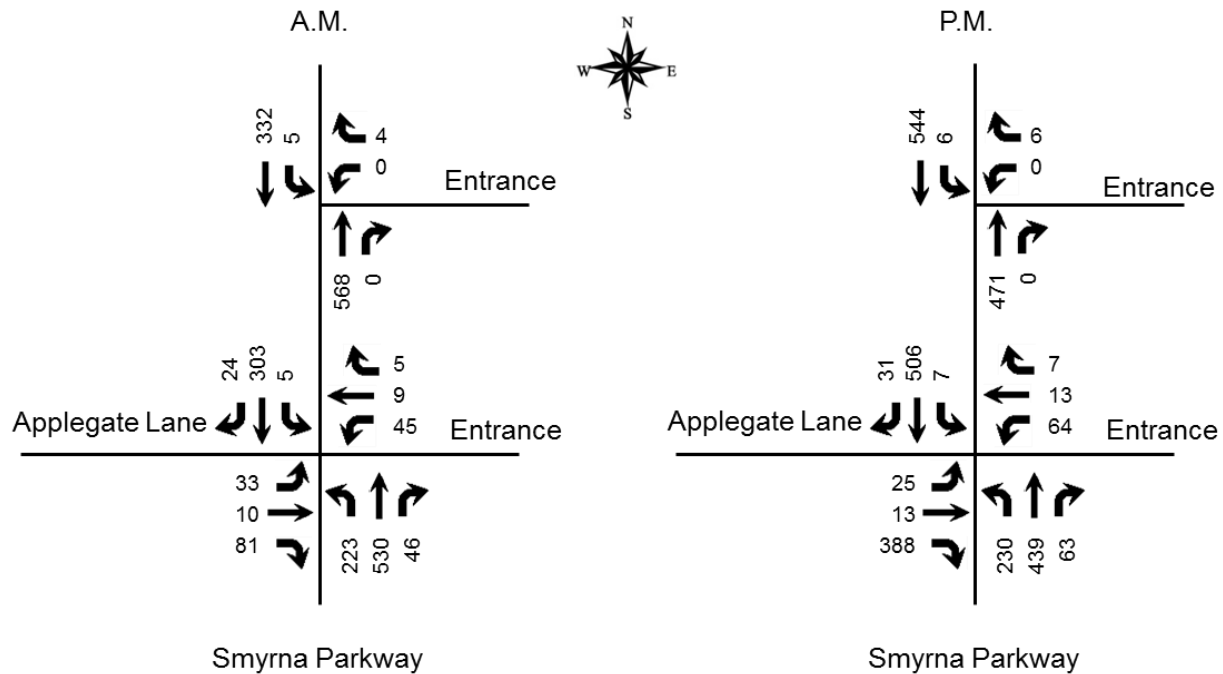 A.M.
N
W E
S
P.M.
332
5
4
0
Entrance
568
0
24
303
5
5
9
45
Applegate Lane
Entrance
33
10
81
223
530
46
Smyrna Parkway
544
6
6
0
Entrance
471
0
31
506
7
7
13
64
Applegate Lane
Entrance
25
13
388
230
439
63
Smyrna Parkway